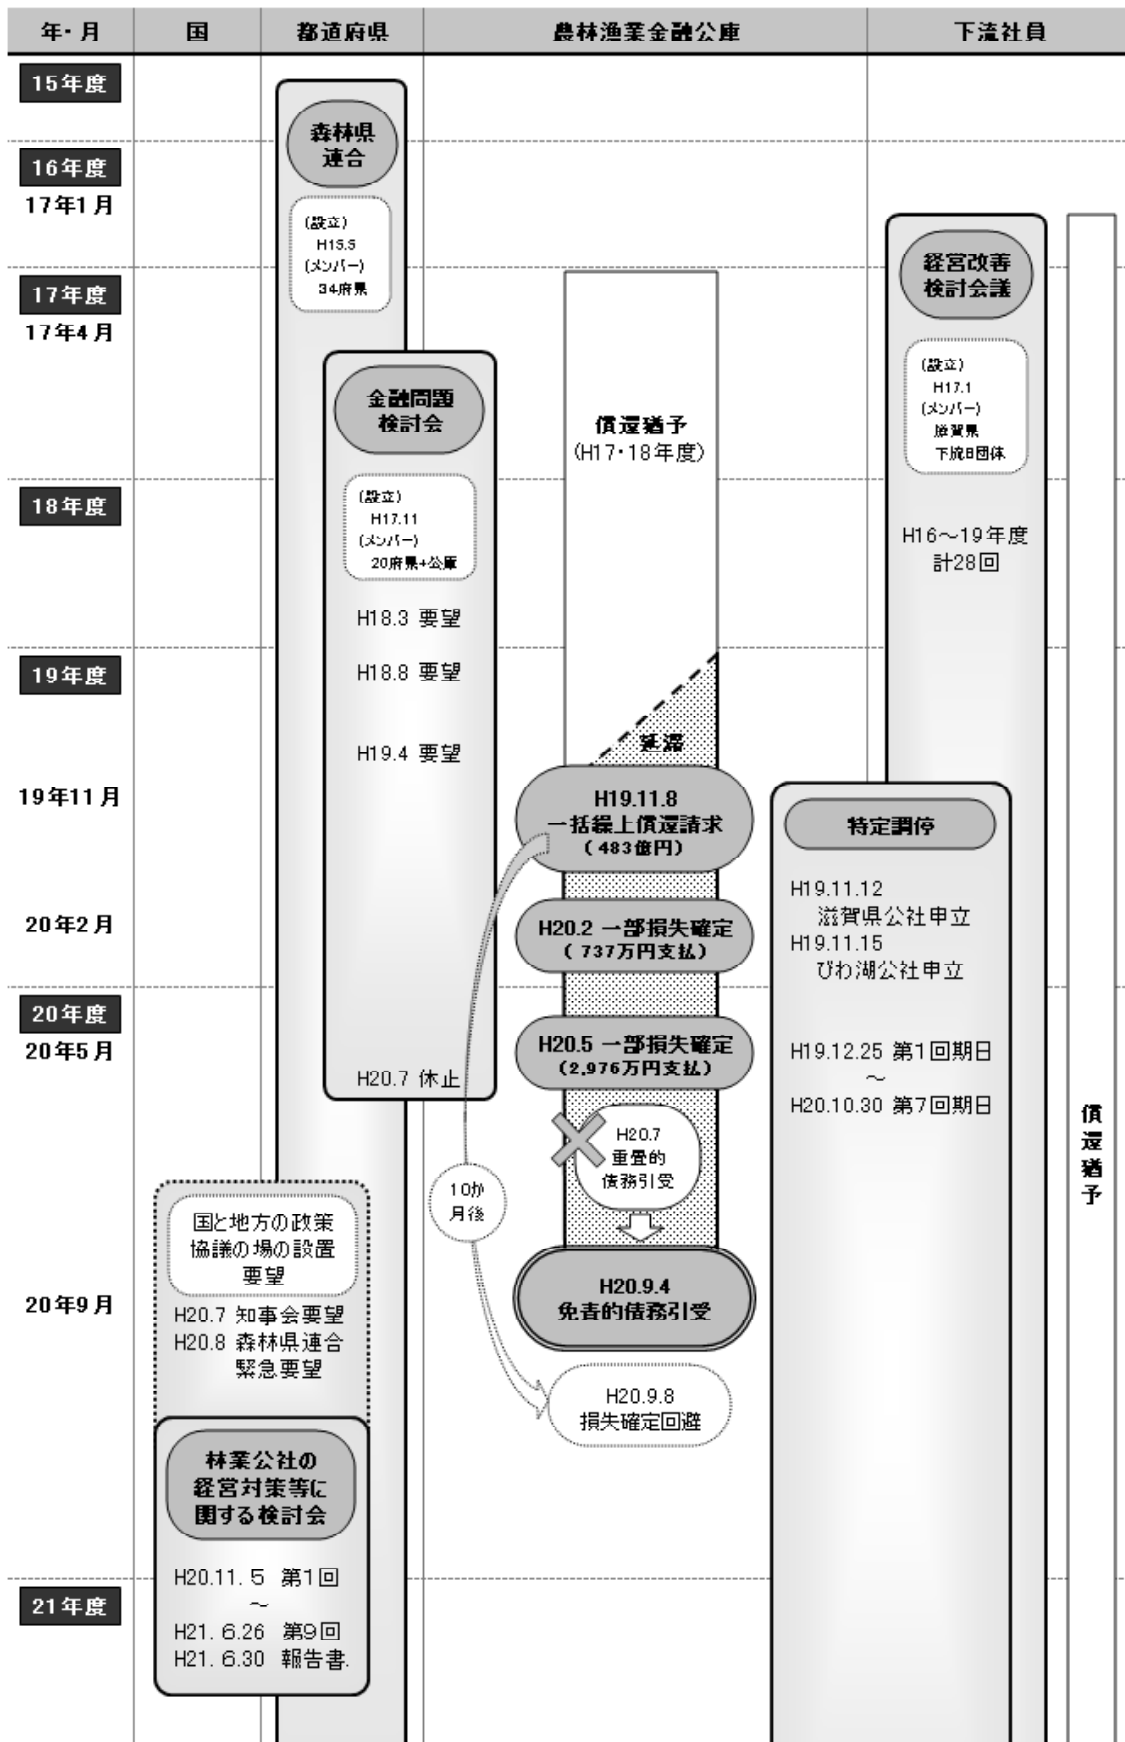 年・月
国
都道府県
農林漁業金融公庫
下流社員
15年度
16年度
17年1月
17年度
17年4月
18年度
19年度
19年11月
20年2月
20年度
20年5月
20年9月
21年度
森林県
連合
(設立)
H15.5
(メンバー)
34府県
金融問題
検討会
(設立)
H17.11
(メンバー)
20府県+公庫
H18.3 要望
H18.8 要望
H19.4 要望
H20.7 休止
国と地方の政策
協議の場の設置
要望
H20.7 知事会要望
H20.8 森林県連合
緊急要望
林業公社の
経営対策等に
関する検討会
H20.11. 5 第1回
～
H21. 6.26 第9回
H21. 6.30 報告書.
償還猶予
(H17・18年度)
延滞
H19.11.8
一括繰上償還請求
(483億円)
H20.2 一部損失確定
(737万円支払)
H20.5 一部損失確定
(2,976万円支払)
H20.7
重畳的
債務引受
10か
月後
H20.9.4
免責的債務引受
H20.9.8
損失確定回避
経営改善
検討会議
(設立)
H17.1
(メンバー)
滋賀県
下流8団体
H16～19年度
計28回
特定調停
H19.11.12
滋賀県公社申立
H19.11.15
びわ湖公社申立
H19.12.25 第1回期日
～
H20.10.30 第7回期日
償還猶予